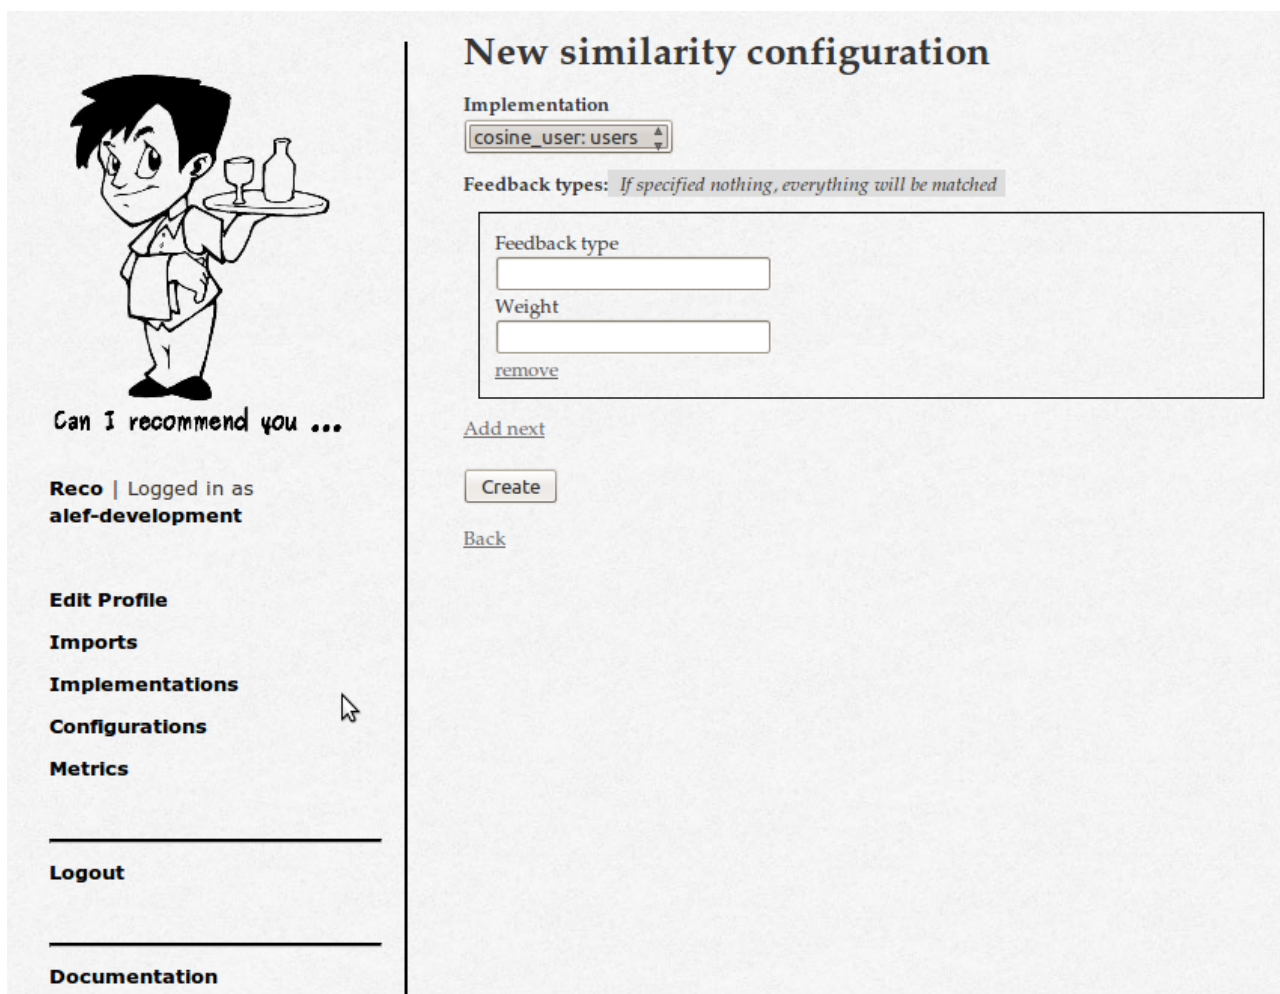 Can I recommend you ...
Reco | Logged in as
alef-development
Edit Profile
Imports
Implementations
Configurations
Metrics
Logout
Documentation
New similarity configuration
Implementation
cosine_user: users
Feedback types: If specified nothing, everything will be matched
Feedback type
Weight
remove
Add next
Create
Back